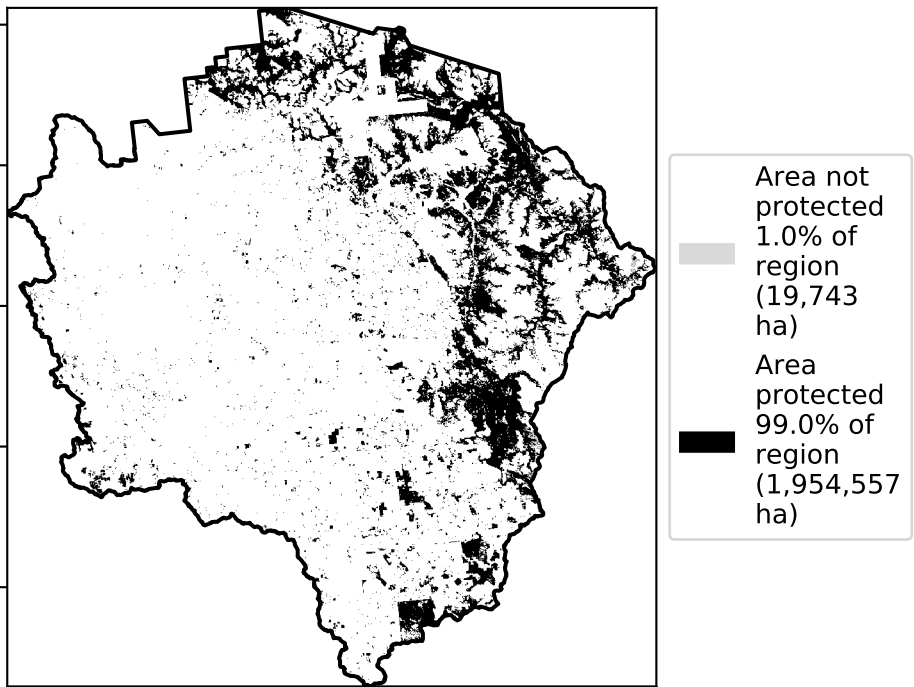 Area not
protected
1.0% of
region
(19,743
ha)
Area
protected
99.0% of
region
(1,954,557
ha)